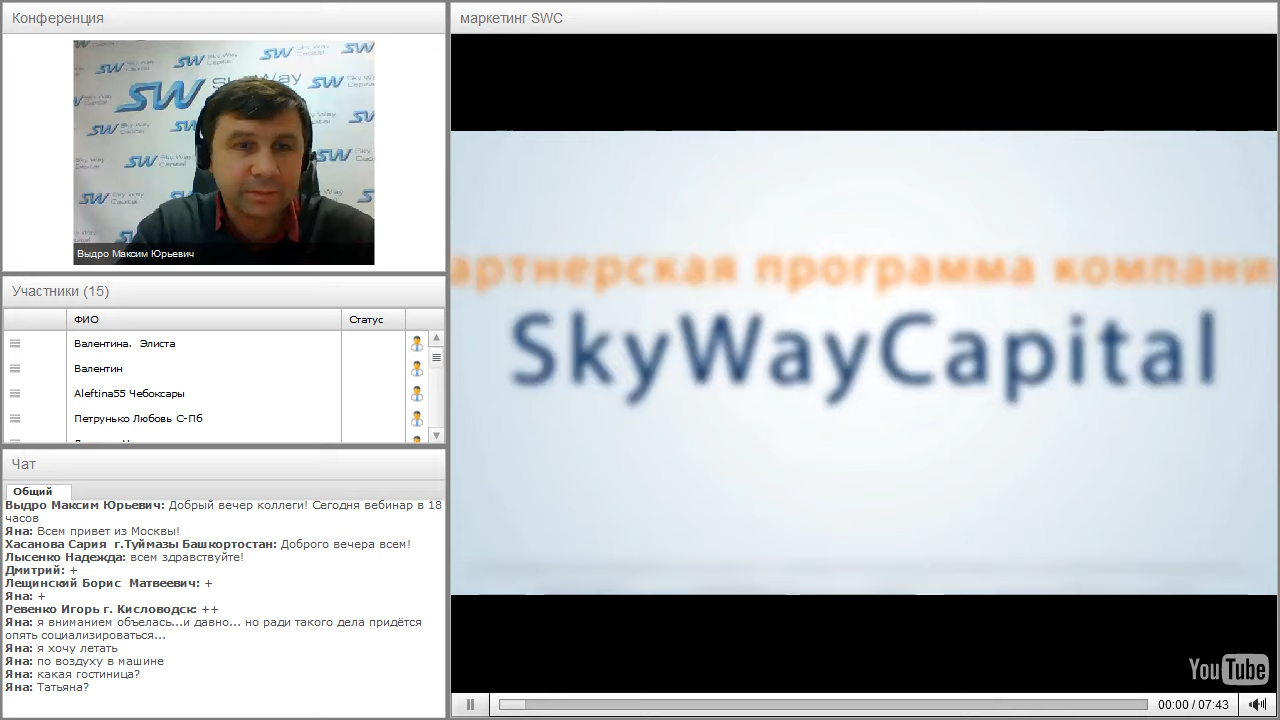 Конференция
маркетинг SWC
SW
Sky Way
Capital
Выдро Максим Юрьевич
Участники (15)
ФИО
Статус
Валентина. Элиста
Валентин
Aleftina55 Чебоксары
Петрунько Любовь С-Пб
Чат
Общий
Выдро Максим Юрьевич: Добрый вечер коллеги! Сегодня вебинар в 18
часов
Яна: Всем привет из Москвы!
Хасанова Сария г.Туймазы Башкортостан: Доброго вечера всем!
Лысенко Надежда: всем здравствуйте!
Дмитрий: +
Лещинский Борис Матвеевич: +
Яна: +
Ревенко Игорь г. Кисловодск: ++
Яна: я вниманием объелась...и давно... но ради такого дела придётся
опять социализироваться...
Яна: я хочу летать
Яна: по воздуху в машине
Яна: какая гостиница?
Яна: Татьяна?
артнерская программа компани
SkyWayCapital
YouTube
00:00 / 07:43